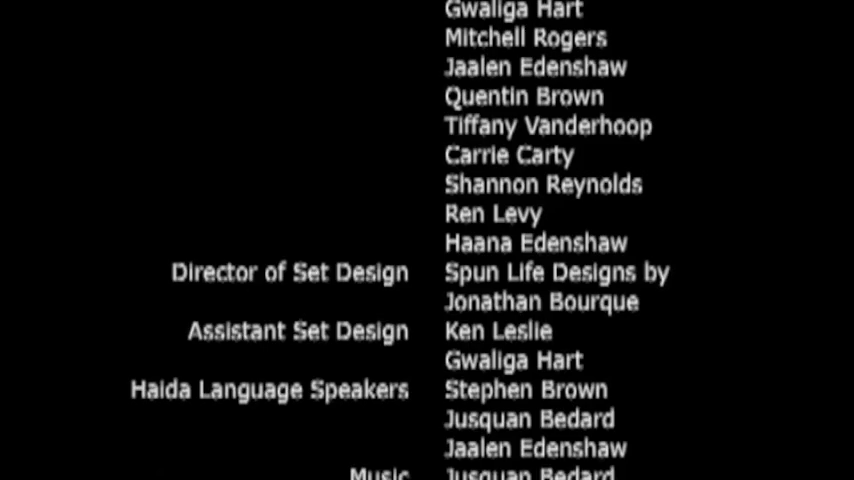 Gwaliga Hart
Mitchell Rogers
Jaalen Edenshaw
Quentin Brown
Tiffany Vanderhoop
Carrie Carty
Shannon Reynolds
Ren Levy
Haana Edenshaw
Director of Set Design Spun Life Designs by
Jonathan Bourque
Assistant Set Design Ken Leslie
Gwaliga Hart
Haida Language Speakers Stephen Brown
Jusquan Bedard
Jaalen Edenshaw
Music Jusquan Bedard